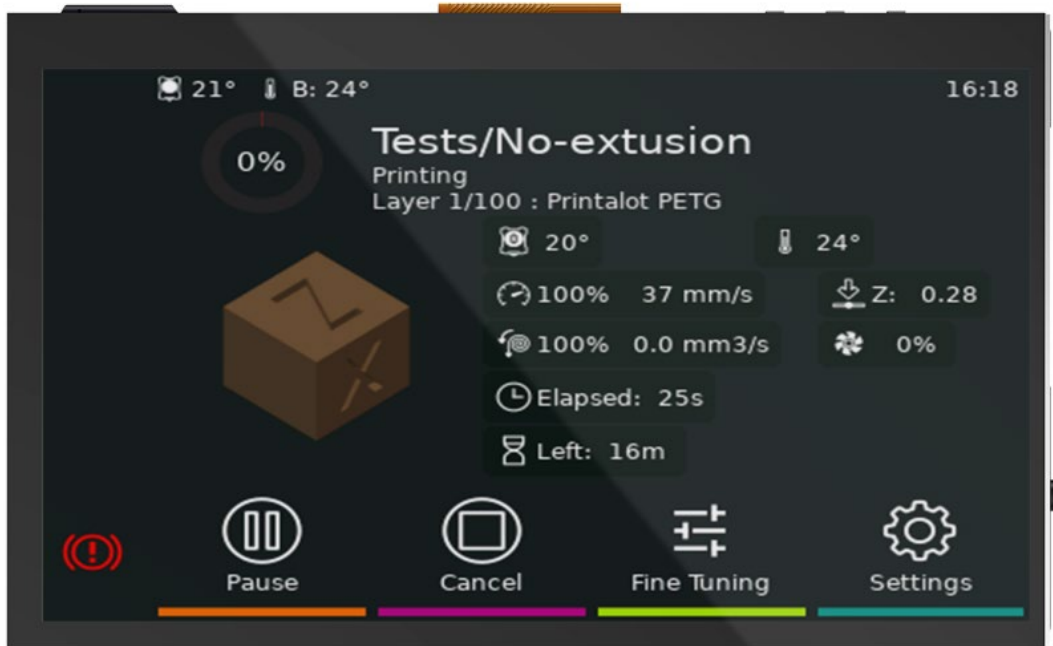 21° B: 24° 16:18
0%
Tests/No-extusion
Printing
Layer 1/100 : Printalot PETG
20° 24°
100% 37 mm/s Z: 0.28
100% 0.0 mm3/s 0%
Elapsed: 25s
Left: 16m
Z
X
Pause Cancel Fine Tuning Settings